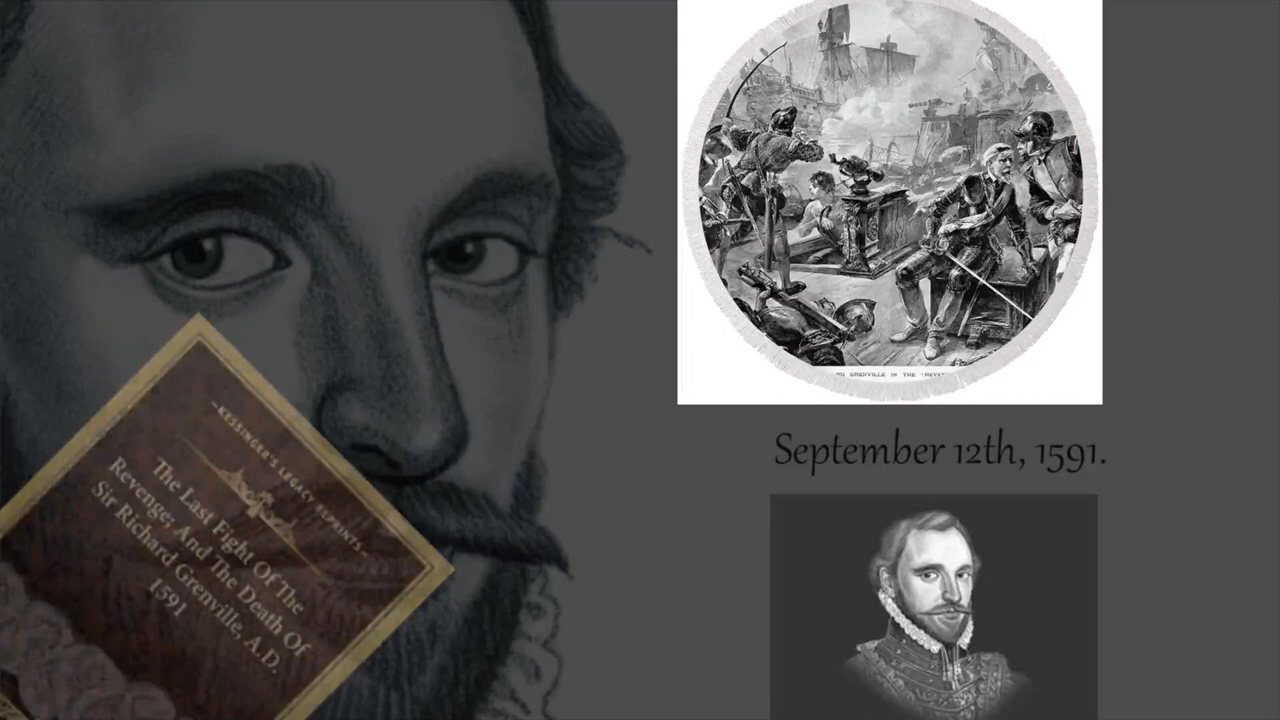 ~KESSINGER'S LEGACY REPRINTS~
The Last Fight Of The
Revenge; And The Death Of
Sir Richard Grenville, A.D.
1591
GRENVILLE IN THE
September 12th, 1591.